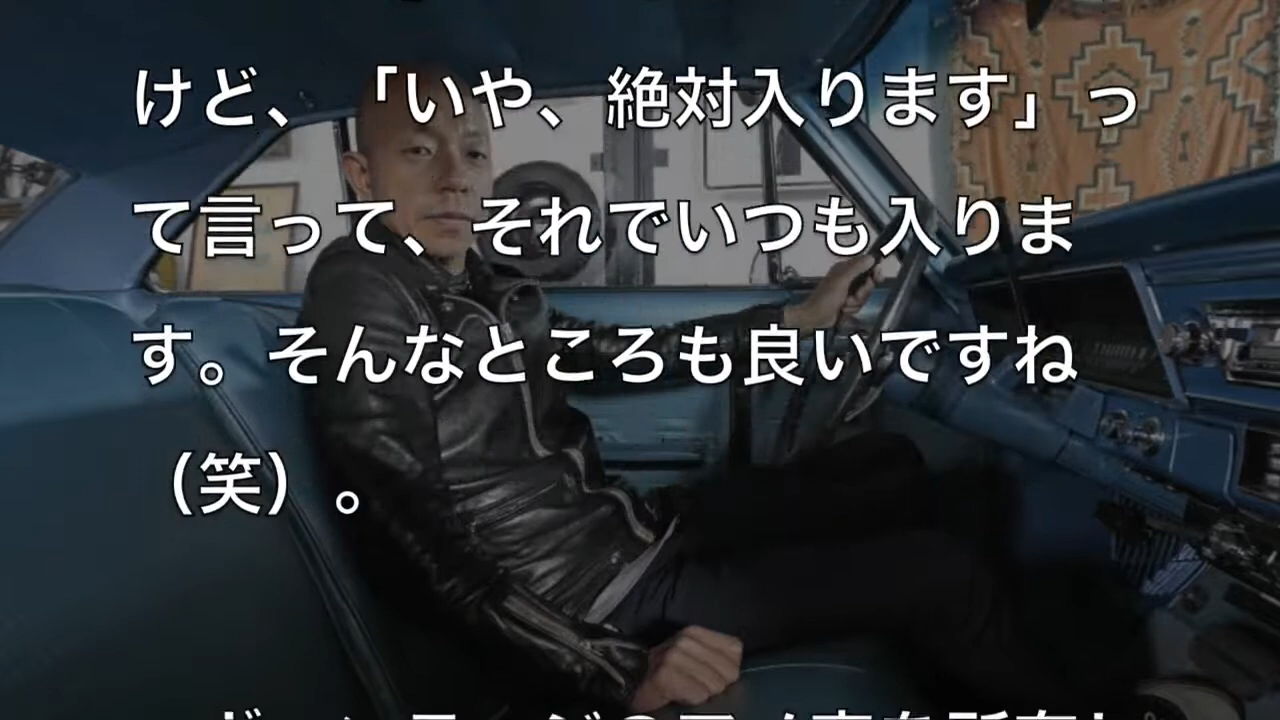 けど、「いや、絶対入ります」っ
て言って、それでいつも入りま
す。そんなところも良いですね
（笑）。